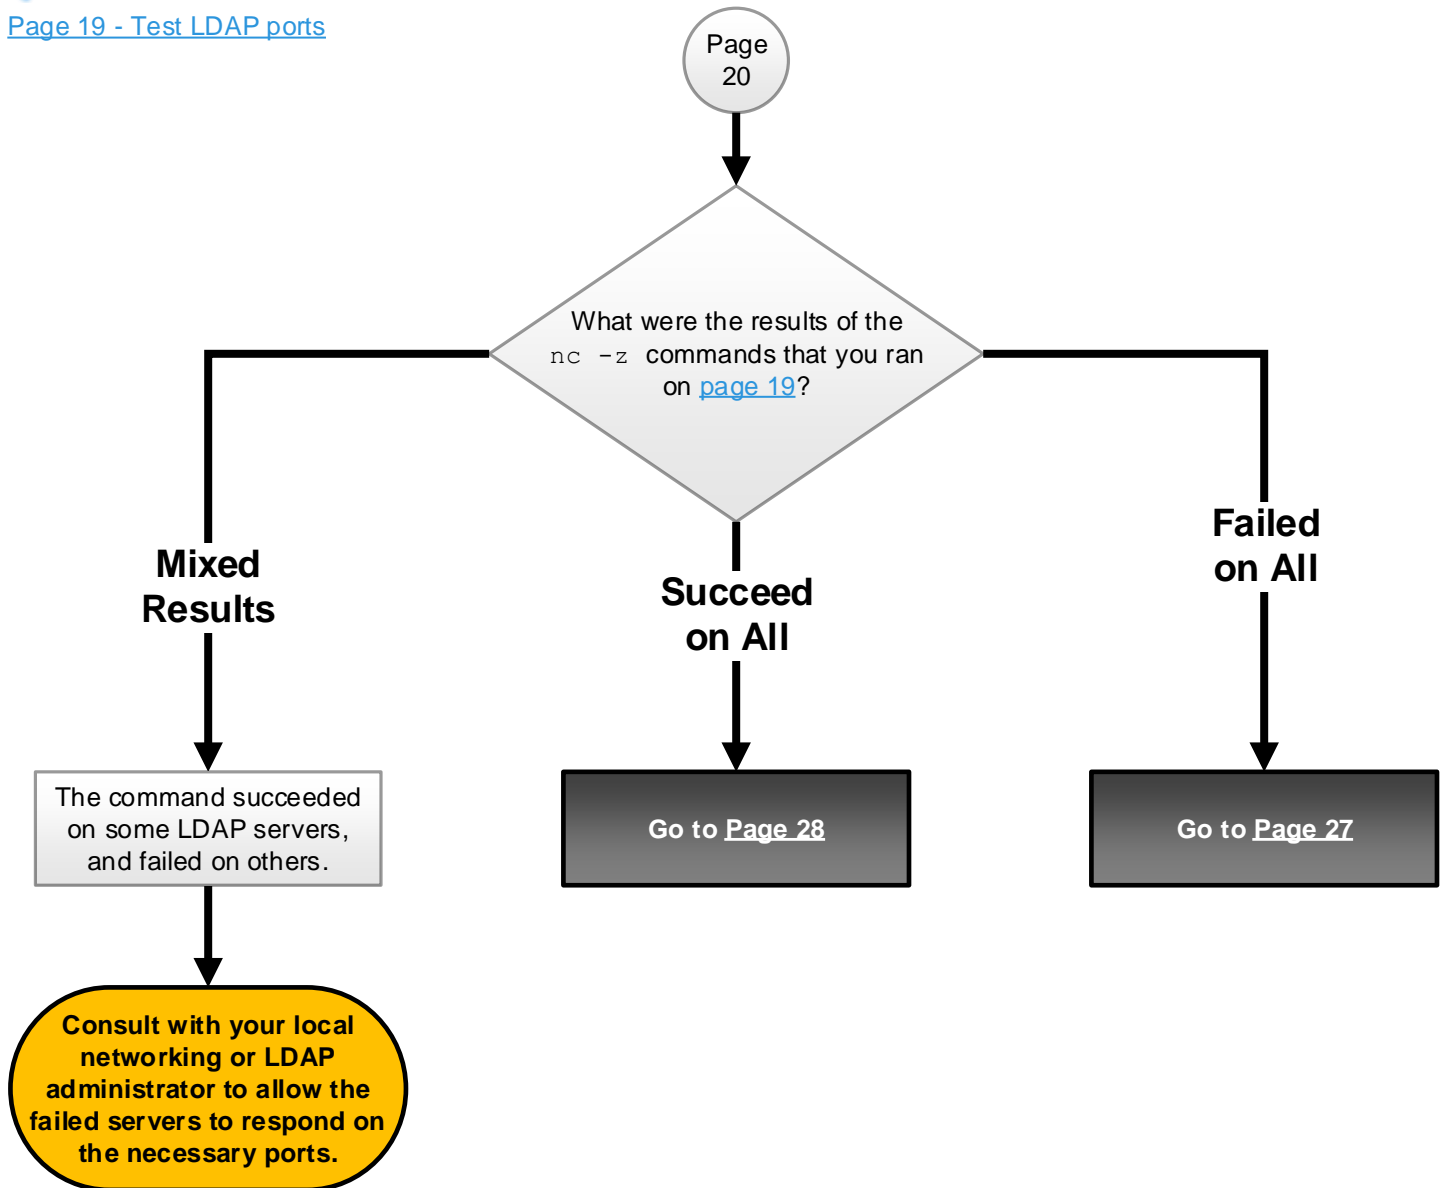 Page 19 - Test LDAP ports
Page
20
What were the results of the
nc -z commands that you ran
on page 19?
Mixed
Results
Succeed
on All
Failed
on All
The command succeeded
on some LDAP servers,
and failed on others.
Go to Page 28
Go to Page 27
Consult with your local
networking or LDAP
administrator to allow the
failed servers to respond on
the necessary ports.